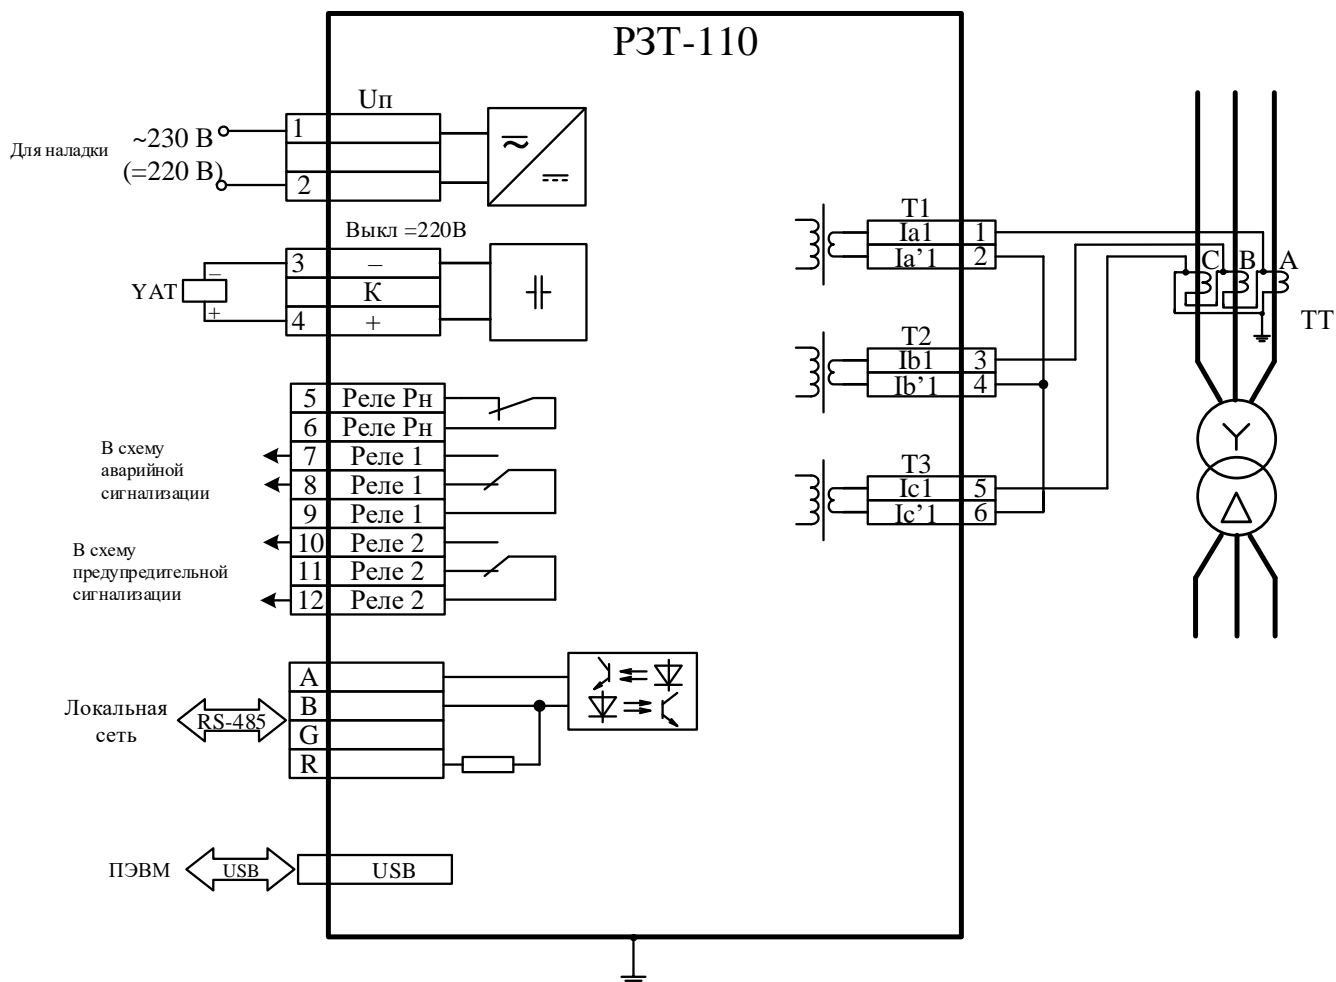 РЗТ-110
Uп
Для наладки
~230 В
(=220 В)
1
2
Выкл =220В
YAT
–
+
3 –
К
4 +
5 Реле Рн
6 Реле Рн
7 Реле 1
8 Реле 1
9 Реле 1
10 Реле 2
11 Реле 2
12 Реле 2
В схему
аварийной
сигнализации
В схему
предупредительной
сигнализации
A
B
G
R
Локальная
сеть
RS-485
ПЭВМ
USB
USB
T1
Ia1 1
Ia’1 2
T2
Ib1 3
Ib’1 4
T3
Ic1 5
Ic’1 6
C B A
ТТ